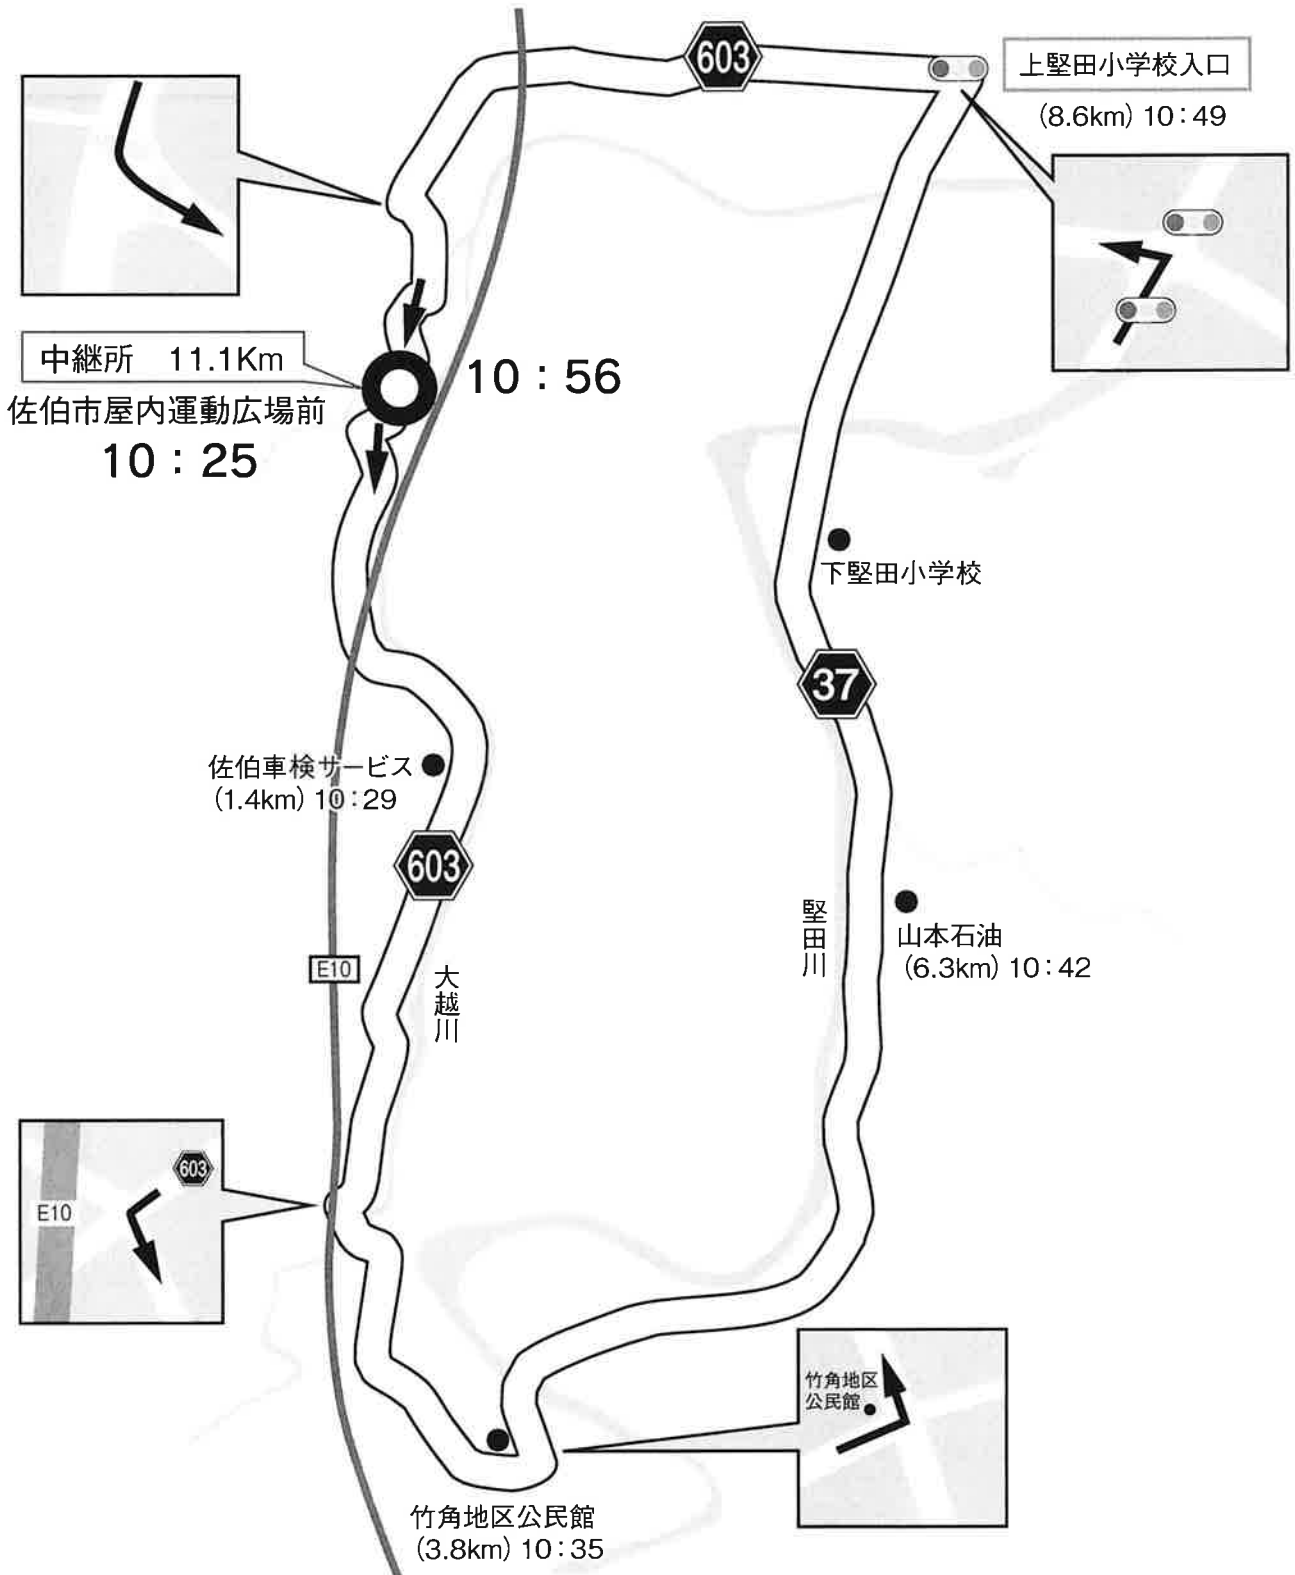 603
上堅田小学校入口
(8.6km) 10：49
中継所　11.1Km
佐伯市屋内運動広場前
10：25
10：56
下堅田小学校
37
佐伯車検サービス
(1.4km) 10：29
603
堅田川
山本石油
(6.3km) 10：42
E10
大越川
603
E10
竹角地区
公民館
竹角地区公民館
(3.8km) 10：35